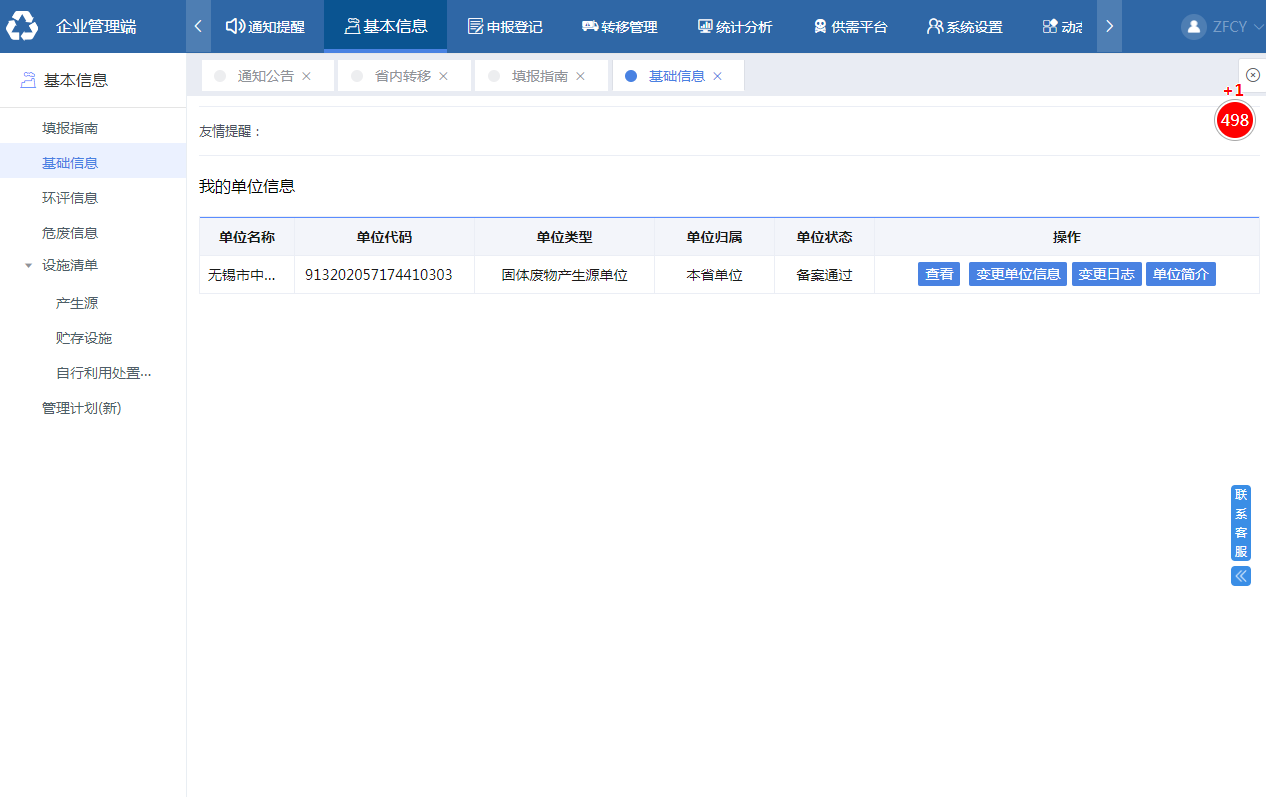 企业管理端
通知提醒 基本信息 申报登记 转移管理 统计分析 供需平台 系统设置 动态 ZFCY
基本信息
通知公告 省内转移 填报指南 基础信息
+1
498
填报指南
基础信息
环评信息
危废信息
设施清单
产生源
贮存设施
自行利用处置...
管理计划(新)
友情提醒：
我的单位信息
单位名称 单位代码 单位类型 单位归属 单位状态 操作
无锡市中... 913202057174410303 固体废物产生源单位 本省单位 备案通过 查看 变更单位信息 变更日志 单位简介
联系客服